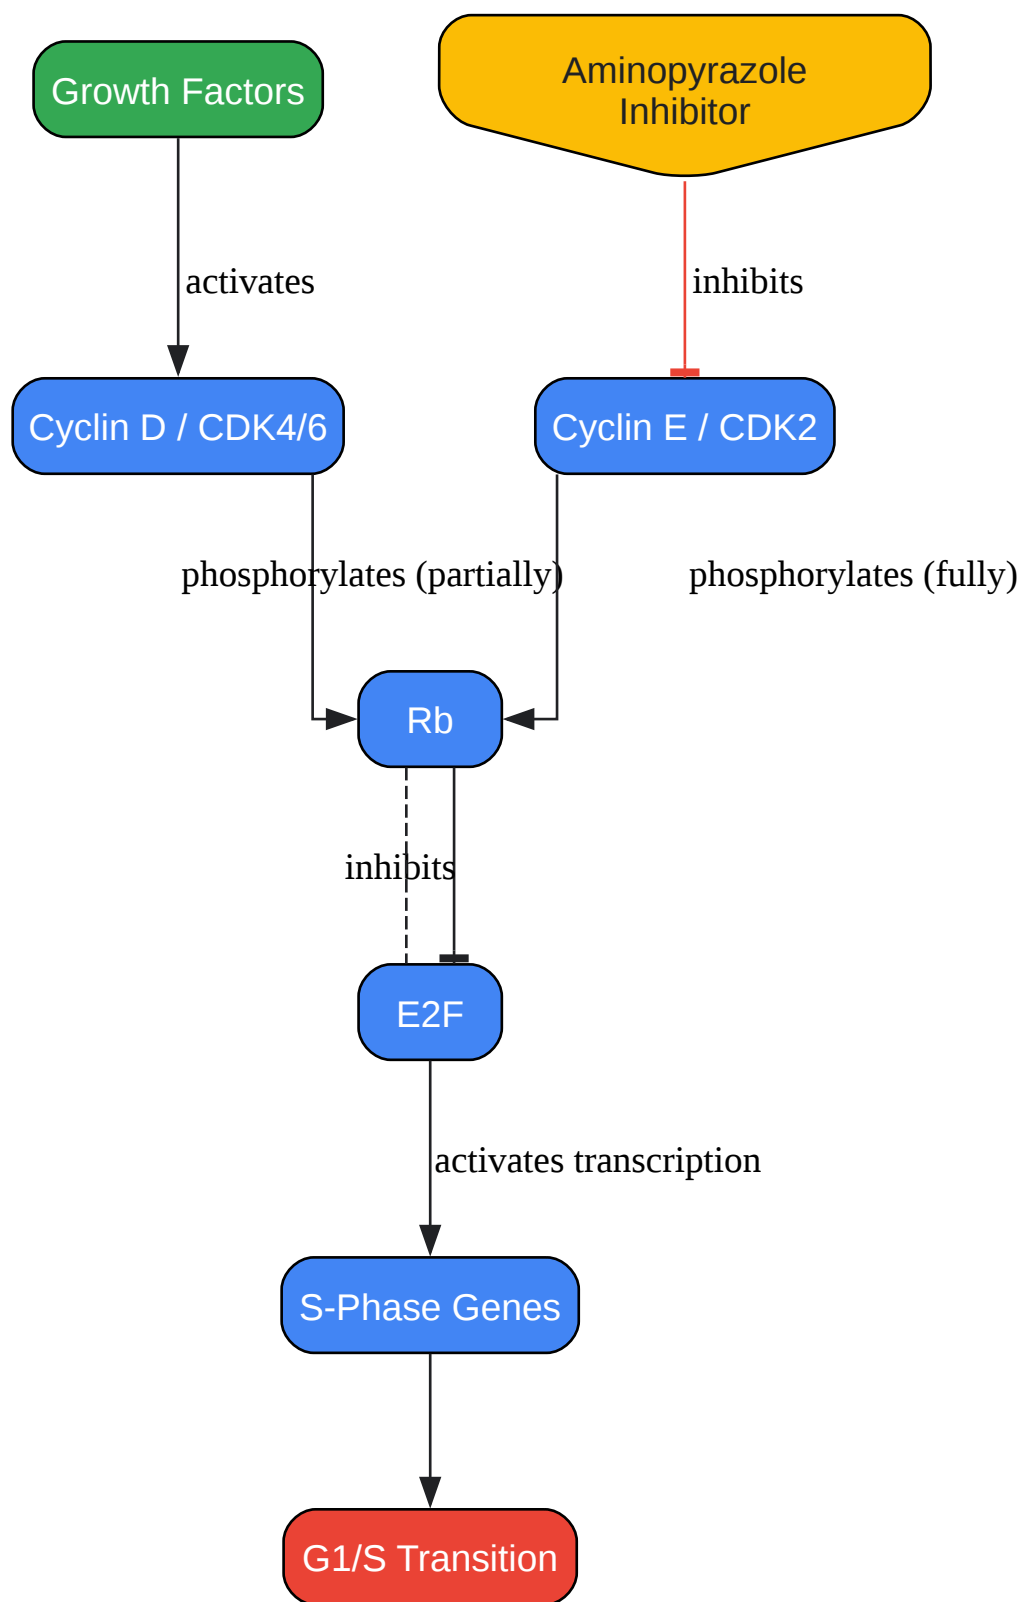 Growth Factors
Aminopyrazole
Inhibitor
activates
inhibits
Cyclin D / CDK4/6
Cyclin E / CDK2
phosphorylates (partially)
phosphorylates (fully)
Rb
inhibits
E2F
activates transcription
S-Phase Genes
G1/S Transition